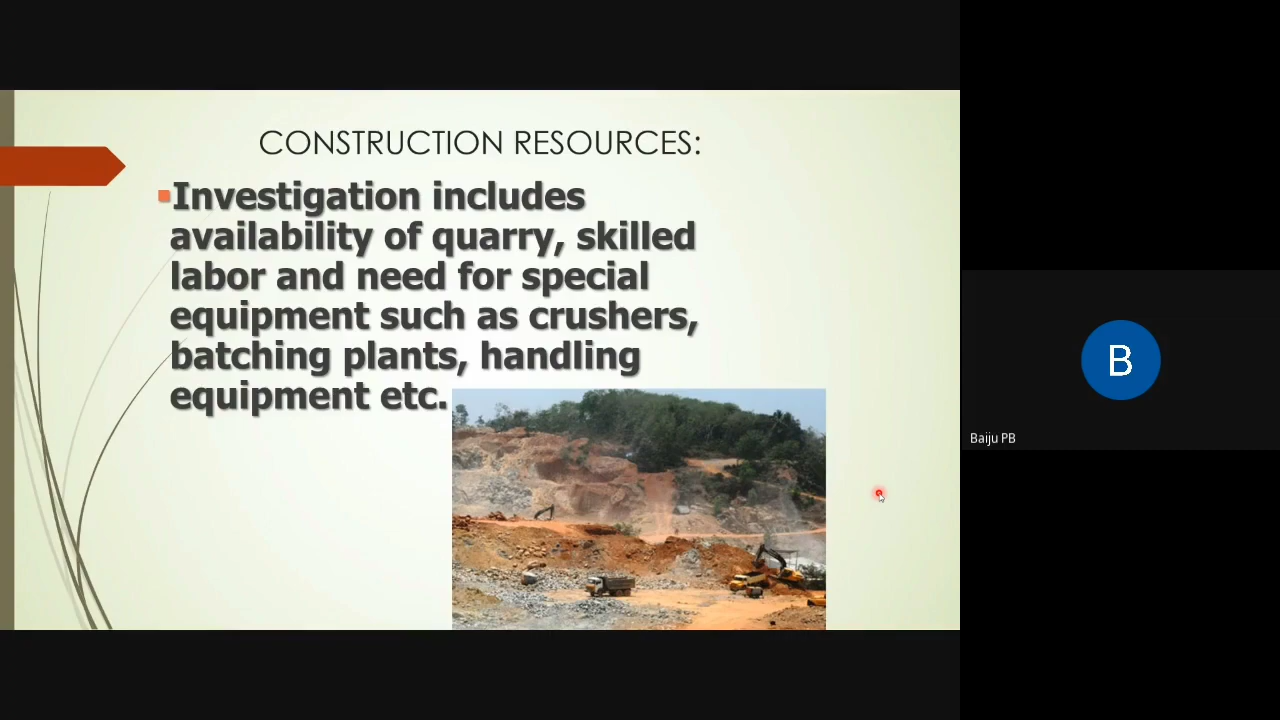 CONSTRUCTION RESOURCES:
Investigation includes
availability of quarry, skilled
labor and need for special
equipment such as crushers,
batching plants, handling
equipment etc.
B
Baiju PB